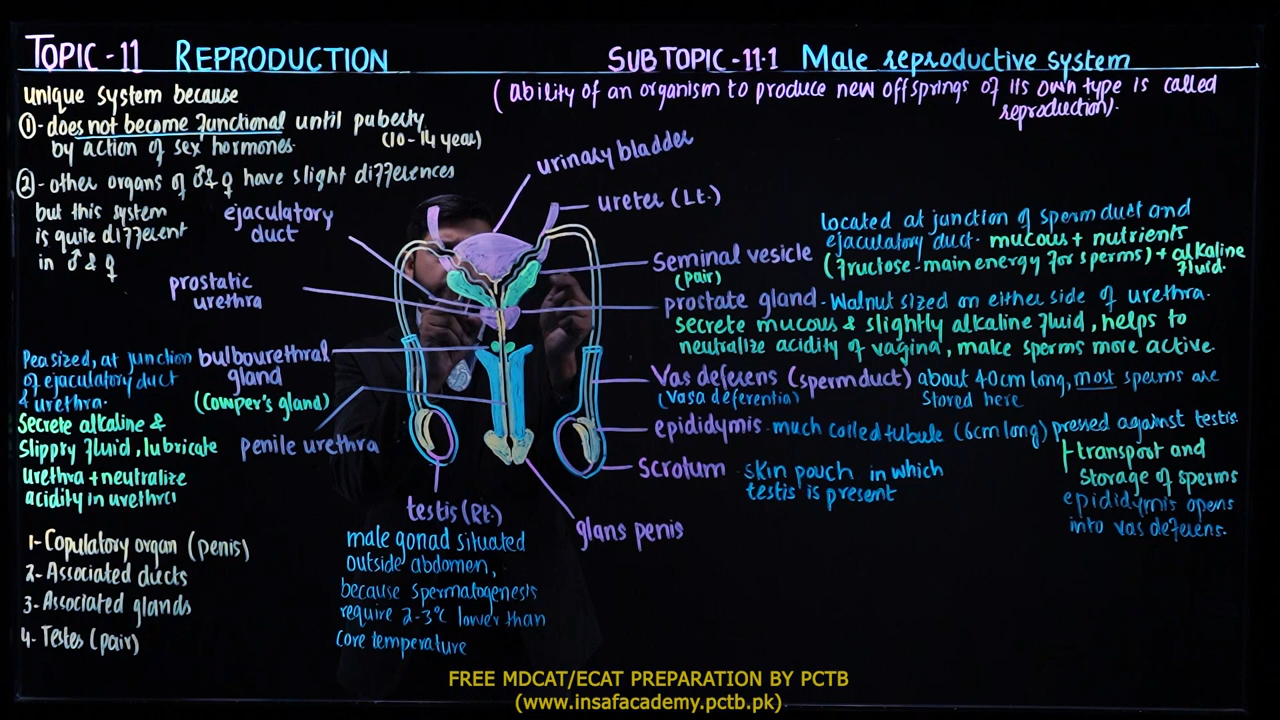 TOPIC-11 REPRODUCTION
SUBTOPIC-11.1 Male reproductive system
(ability of an organism to produce new offsprings of its own type is called
reproduction).
unique system because
①-does not become functional until puberty
(10-14 year)
by action of sex hormones.
②-other organs of ♂&♀ have slight differences
but this system
is quite different
in ♂&♀
urinary bladder
ureter (Lt.)
ejaculatory
duct
prostatic
urethra
Seminal vesicle
(pair)
located at junction of sperm duct and
ejaculatory duct. mucous + nutrients
(fructose-main energy for sperms) + alkaline
fluid.
prostate gland-Walnut sized on either side of urethra.
secrete mucous & slightly alkaline fluid, helps to
neutralize acidity of vagina, make sperms more active.
Pea sized, at junction
of ejaculatory duct
& urethra.
bulbourethral
gland
(Cowper's gland)
Secrete alkaline &
Slippry fluid, lubricate
urethra + neutralize
acidity in urethra
penile urethra
Vas deferens (sperm duct) about 40cm long, most sperms are
(Vasa deferentia) Stored here
epididymis-much coiled tubule (6cm long) pressed against testis.
transport and
Storage of sperms
epididymis opens
into vas deferens.
Scrotum - skin pouch in which
testis is present
glans penis
testis (Rt.)
male gonad situated
outside abdomen,
because spermatogenesis
require 2-3°c lower than
core temperature
1-Copulatory organ (penis)
2-Associated ducts
3-Associated glands
4-Testes (pair)
FREE MDCAT/ECAT PREPARATION BY PCTB
(www.insafacademy.pctb.pk)